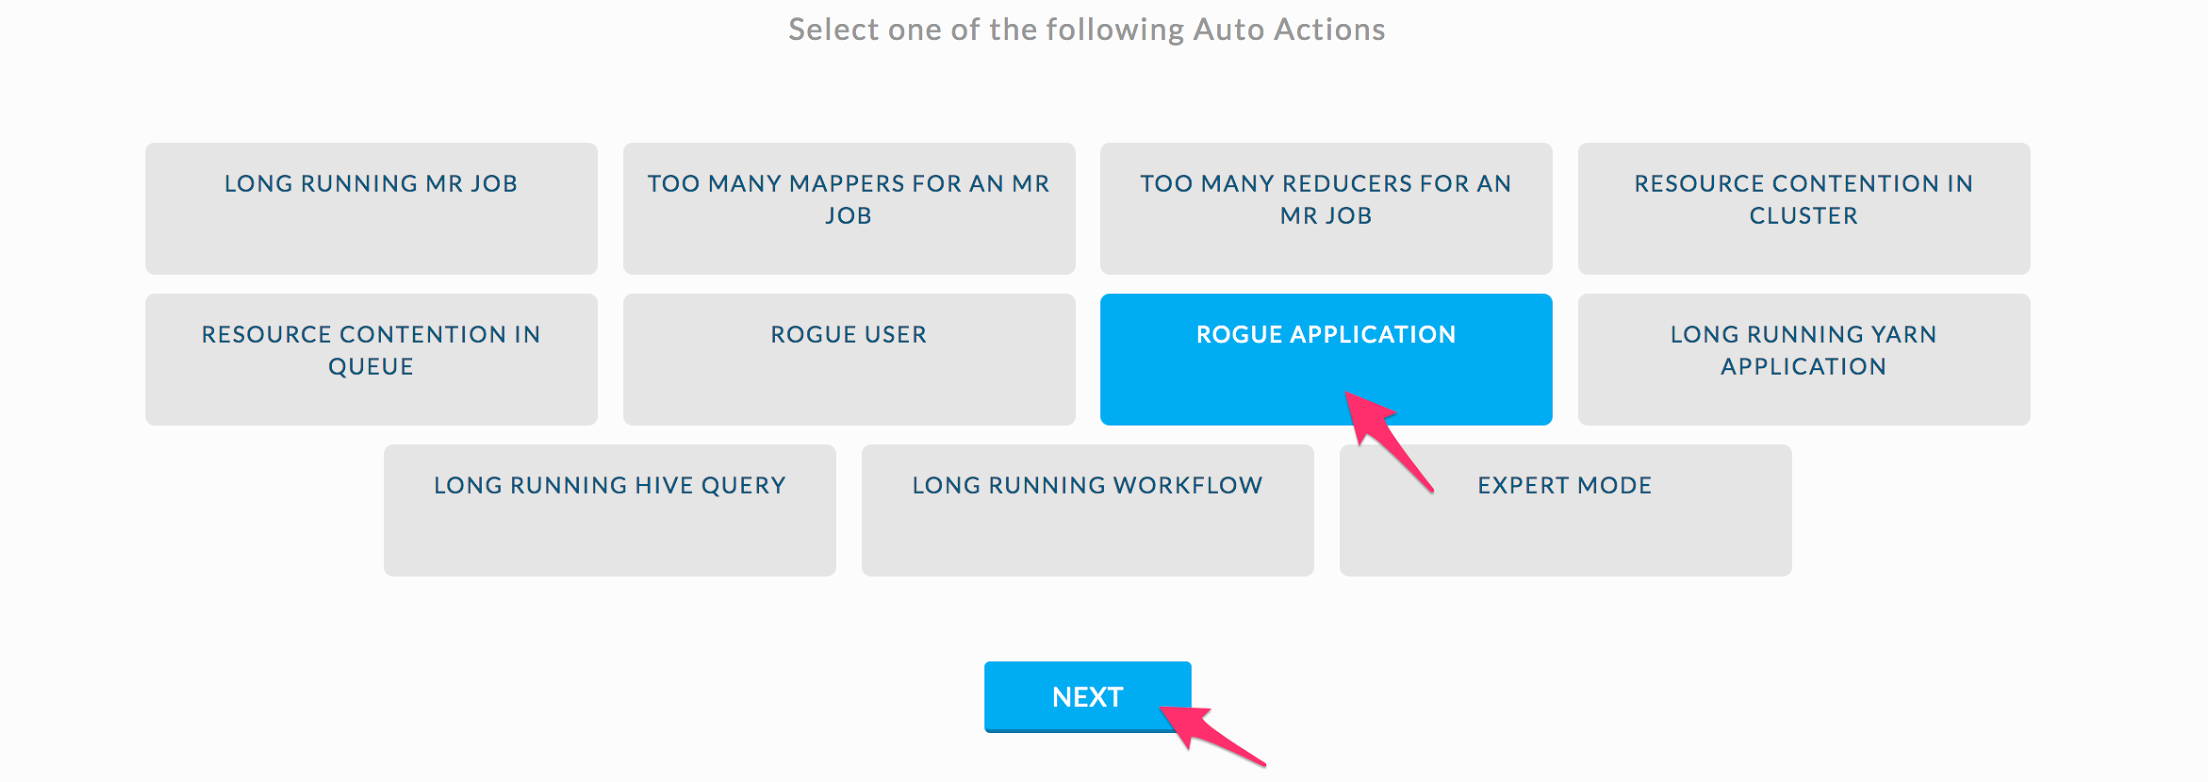 Select one of the following Auto Actions
LONG RUNNING MR JOB
TOO MANY MAPPERS FOR AN MR
JOB
TOO MANY REDUCERS FOR AN
MR JOB
RESOURCE CONTENTION IN
CLUSTER
RESOURCE CONTENTION IN
QUEUE
ROGUE USER
ROGUE APPLICATION
LONG RUNNING YARN
APPLICATION
LONG RUNNING HIVE QUERY
LONG RUNNING WORKFLOW
EXPERT MODE
NEXT